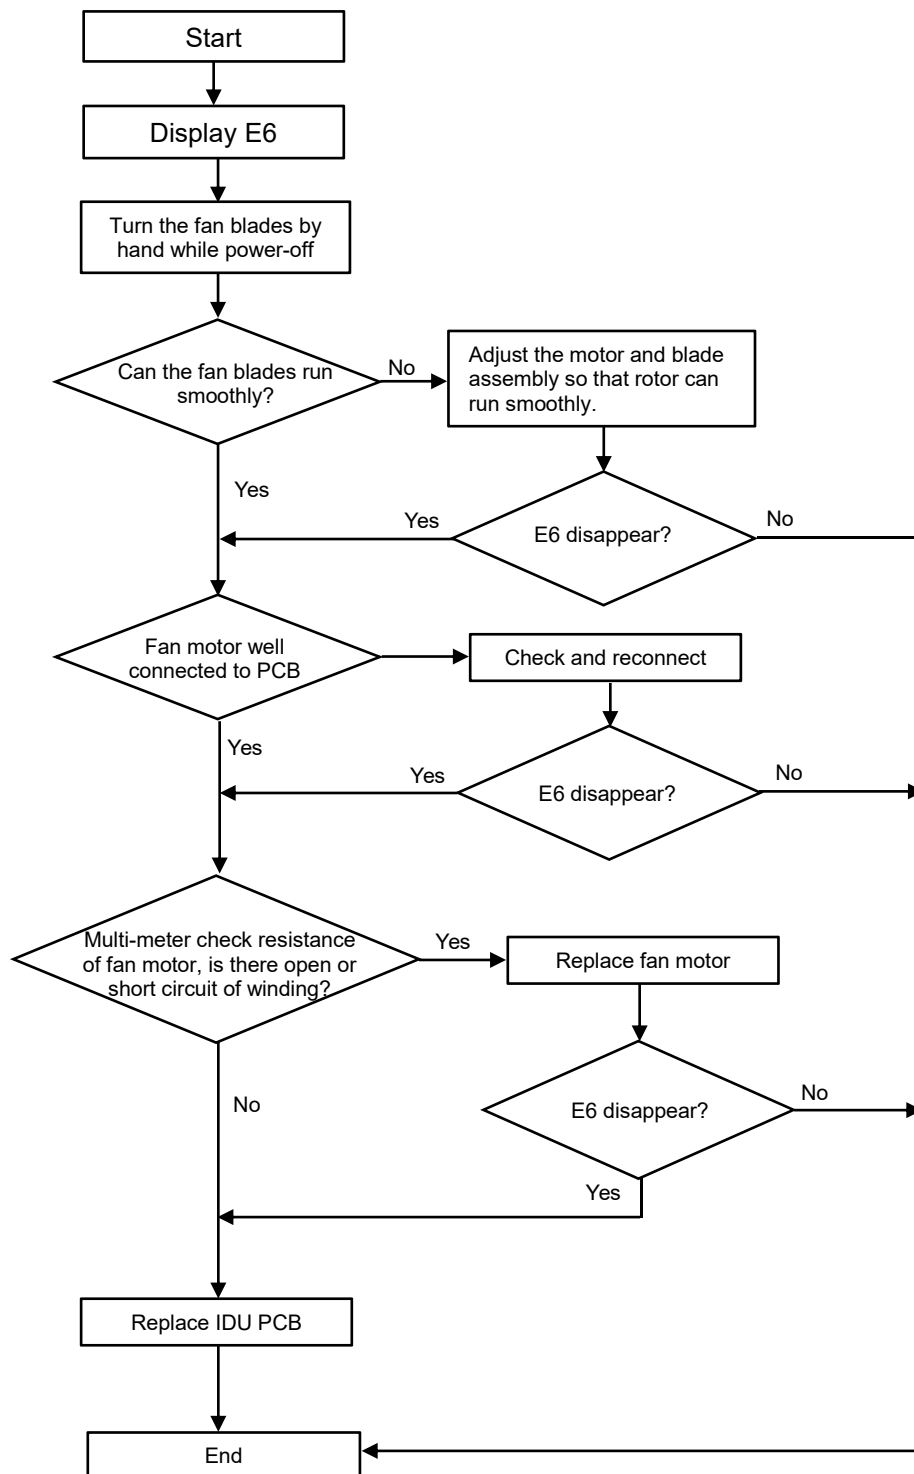 Start
Display E6
Turn the fan blades by
hand while power-off
Can the fan blades run
smoothly?
No
Adjust the motor and blade
assembly so that rotor can
run smoothly.
Yes
Yes
E6 disappear?
No
Fan motor well
connected to PCB
Check and reconnect
Yes
Yes
E6 disappear?
No
Multi-meter check resistance
of fan motor, is there open or
short circuit of winding?
Yes
Replace fan motor
No
E6 disappear?
No
Yes
Replace IDU PCB
End